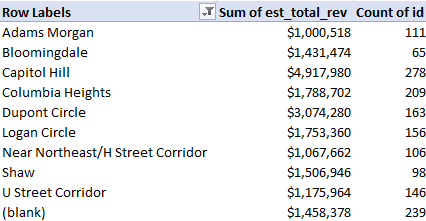 Row Labels Sum of est_total_rev Count of id
Adams Morgan $1,000,518 111
Bloomingdale $1,431,474 65
Capitol Hill $4,917,980 278
Columbia Heights $1,788,702 209
Dupont Circle $3,074,280 163
Logan Circle $1,753,360 156
Near Northeast/H Street Corridor $1,067,662 106
Shaw $1,506,946 98
U Street Corridor $1,175,964 146
(blank) $1,458,378 239